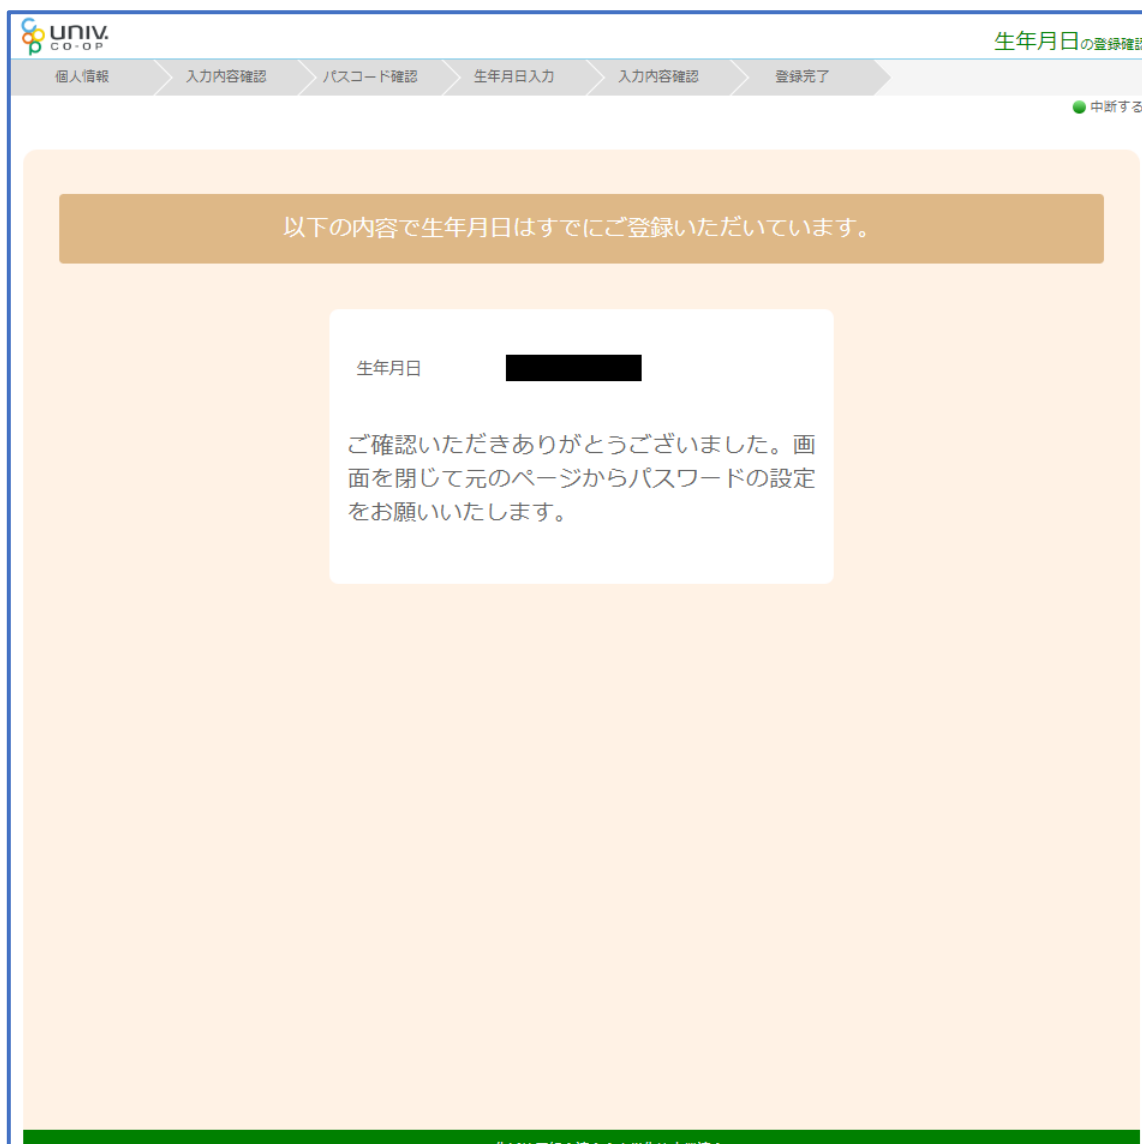 univ.
CO-OP
生年月日の登録確認
個人情報
入力内容確認
パスコード確認
生年月日入力
入力内容確認
登録完了
中断する
以下の内容で生年月日はすでにご登録いただいています。
生年月日
ご確認いただきありがとうございました。画
面を閉じて元のページからパスワードの設定
をお願いいたします。